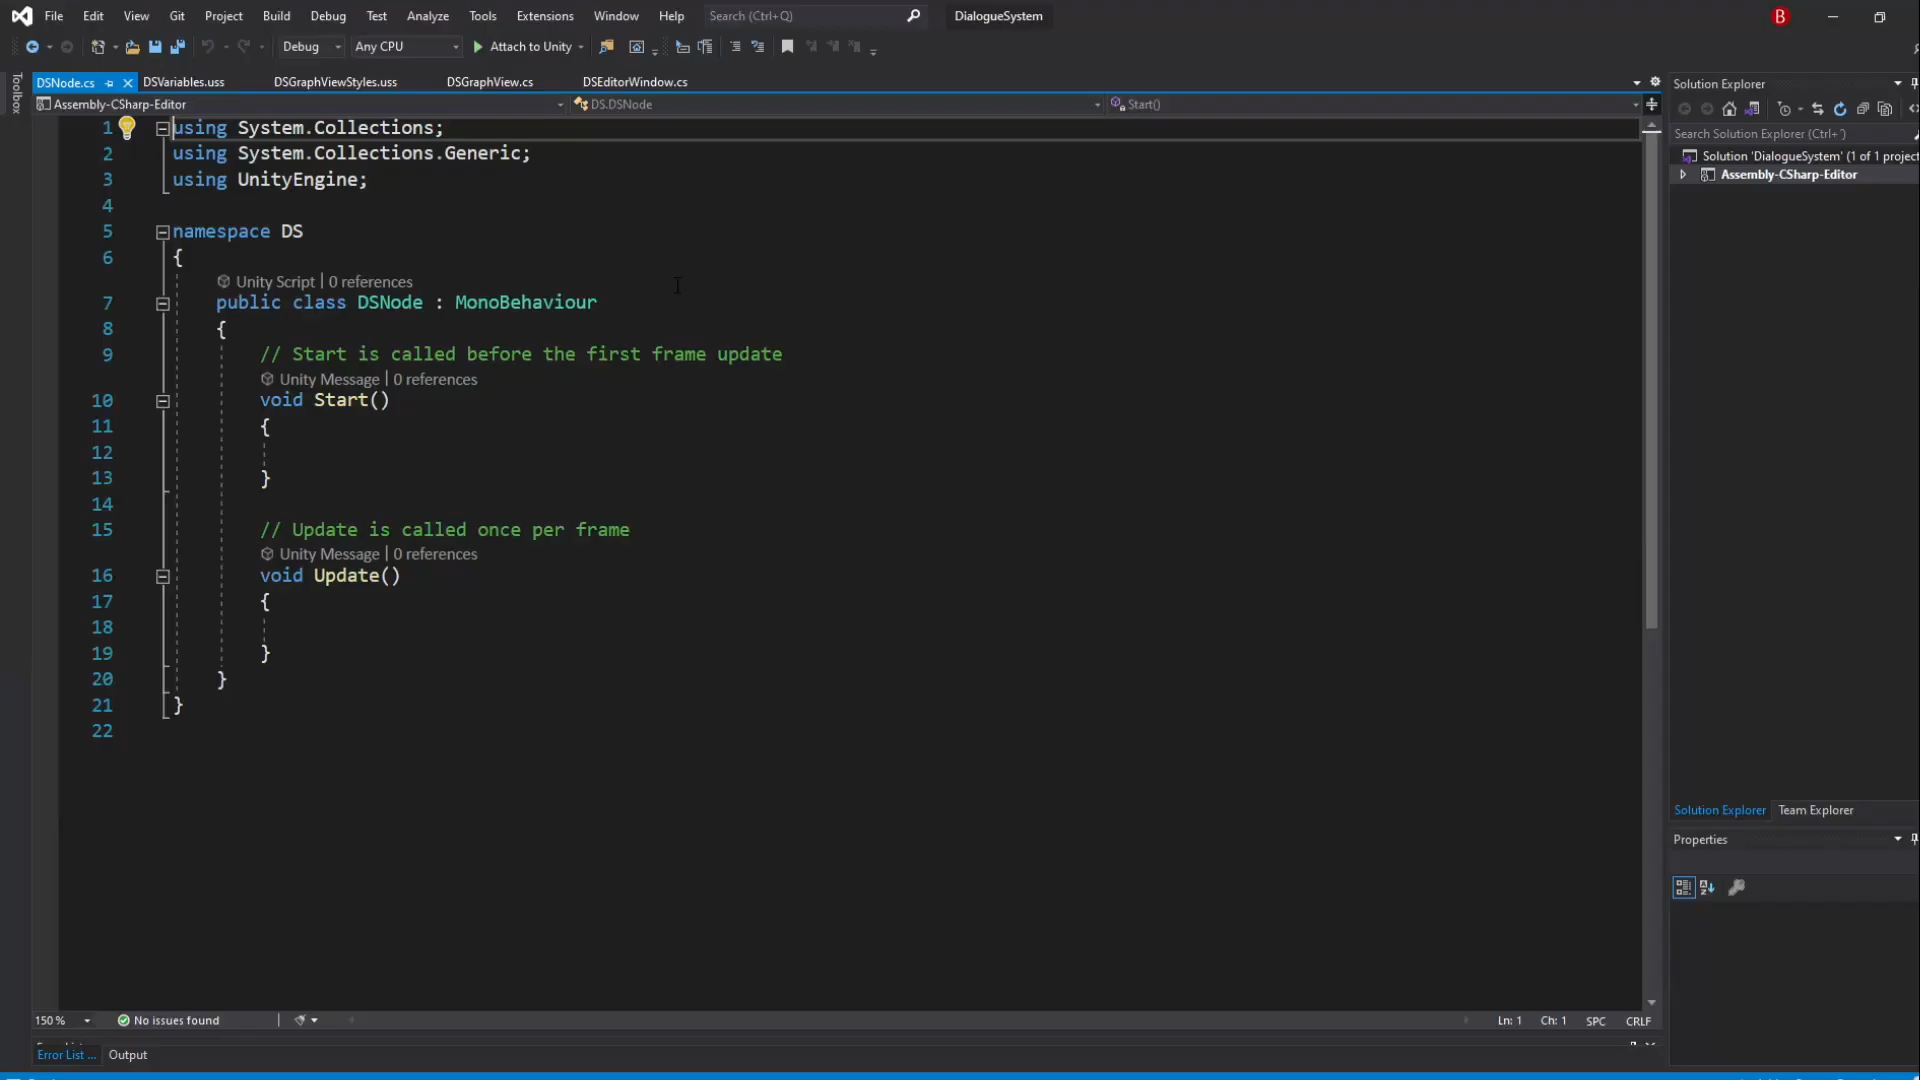 File Edit View Git Project Build Debug Test Analyze Tools Extensions Window Help Search (Ctrl+Q) DialogueSystem B
Debug Any CPU Attach to Unity
Toolbox
DSNode.cs DSVariables.uss DSGraphViewStyles.uss DSGraphView.cs DSEditorWindow.cs
Assembly-CSharp-Editor DS.DSNode Start()
1 using System.Collections;
2 using System.Collections.Generic;
3 using UnityEngine;
4
5 namespace DS
6 {
Unity Script | 0 references
7 public class DSNode : MonoBehaviour
8 {
9 // Start is called before the first frame update
Unity Message | 0 references
10 void Start()
11 {
12
13 }
14
15 // Update is called once per frame
Unity Message | 0 references
16 void Update()
17 {
18
19 }
20 }
21 }
22
150 % No issues found Ln: 1 Ch: 1 SPC CRLF
Error List ... Output
Solution Explorer
Search Solution Explorer (Ctrl+')
Solution 'DialogueSystem' (1 of 1 project
Assembly-CSharp-Editor
Solution Explorer Team Explorer
Properties